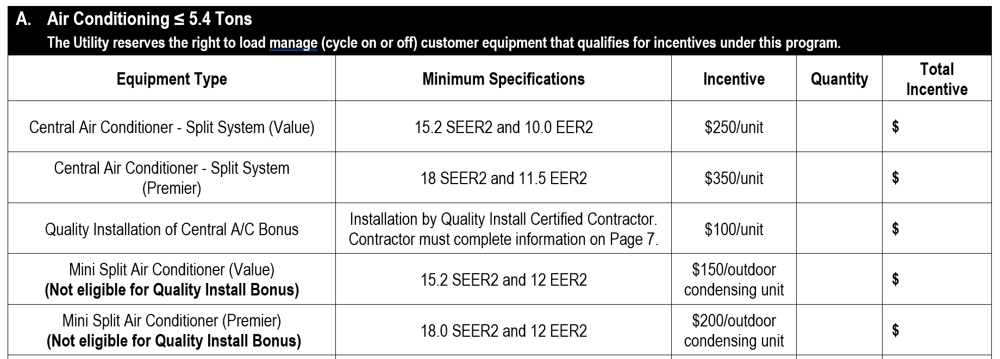 A. Air Conditioning ≤ 5.4 Tons
The Utility reserves the right to load manage (cycle on or off) customer equipment that qualifies for incentives under this program.
Equipment Type
Minimum Specifications
Incentive
Quantity
Total
Incentive
Central Air Conditioner - Split System (Value)
15.2 SEER2 and 10.0 EER2
$250/unit
$
Central Air Conditioner - Split System
(Premier)
18 SEER2 and 11.5 EER2
$350/unit
$
Quality Installation of Central A/C Bonus
Installation by Quality Install Certified Contractor.
Contractor must complete information on Page 7.
$100/unit
$
Mini Split Air Conditioner (Value)
(Not eligible for Quality Install Bonus)
15.2 SEER2 and 12 EER2
$150/outdoor
condensing unit
$
Mini Split Air Conditioner (Premier)
(Not eligible for Quality Install Bonus)
18.0 SEER2 and 12 EER2
$200/outdoor
condensing unit
$